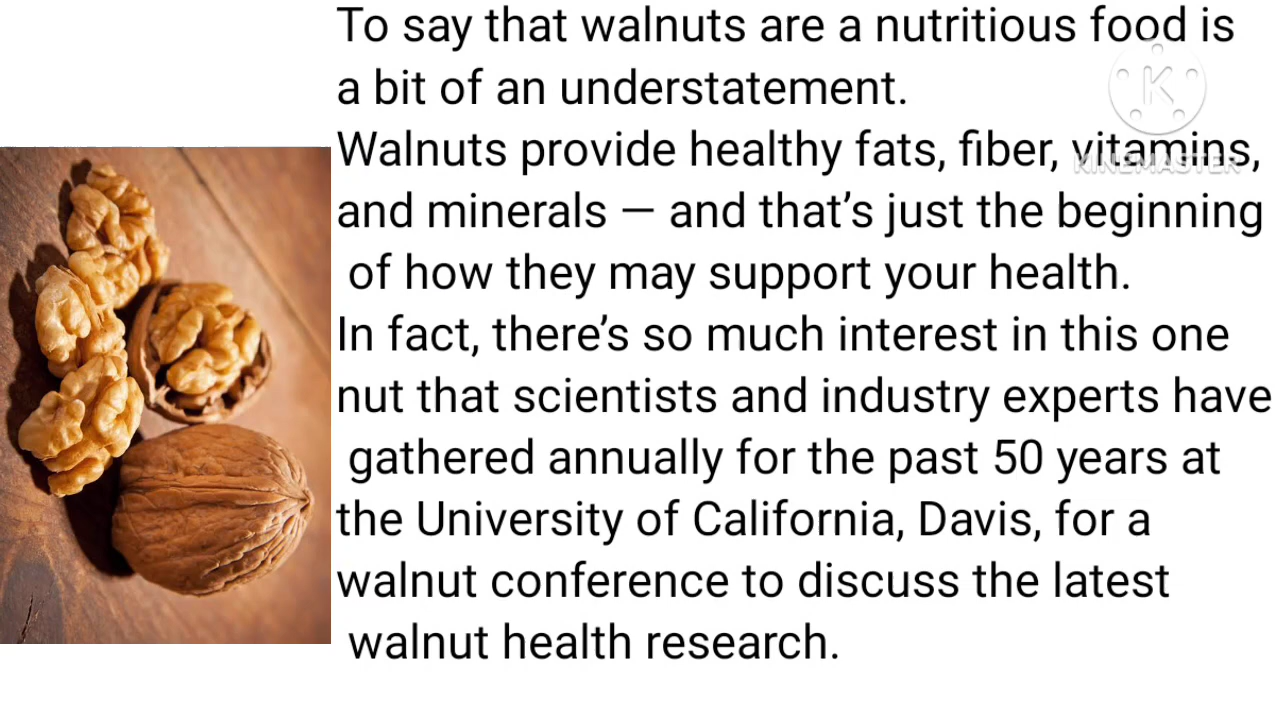 To say that walnuts are a nutritious food is
a bit of an understatement.
Walnuts provide healthy fats, fiber, vitamins,
and minerals — and that’s just the beginning
of how they may support your health.
In fact, there’s so much interest in this one
nut that scientists and industry experts have
gathered annually for the past 50 years at
the University of California, Davis, for a
walnut conference to discuss the latest
walnut health research.
K
KINEMASTER